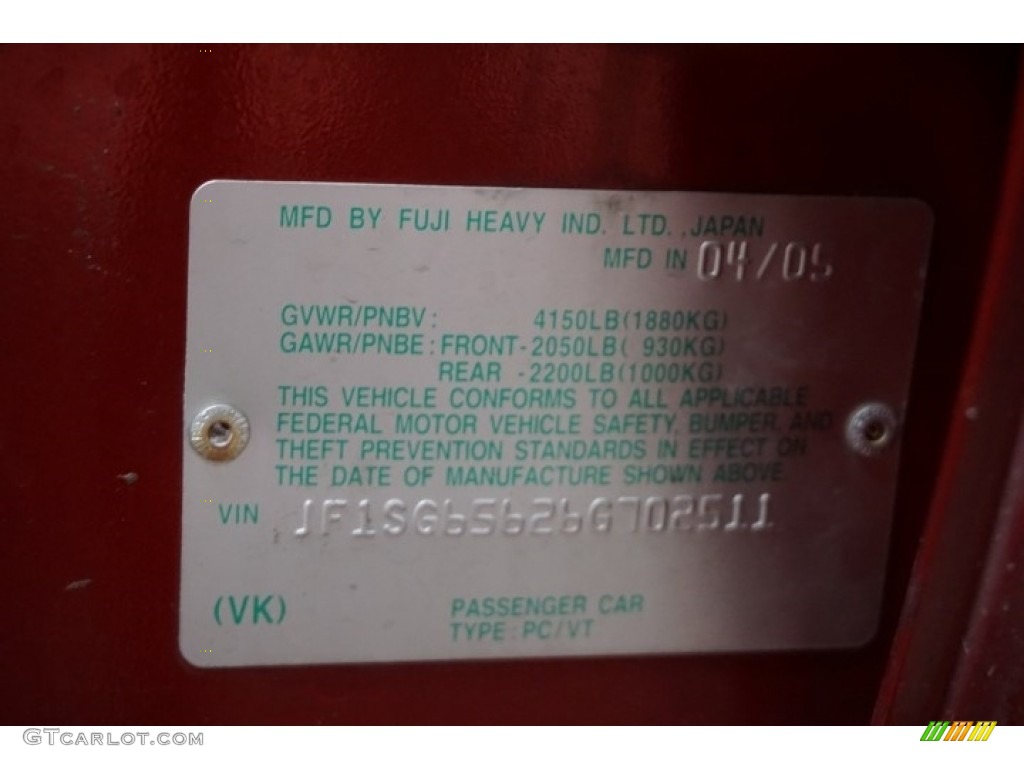 MFD BY FUJI HEAVY IND. LTD. JAPAN
MFD IN 04/05
GVWR/PNBV: 4150LB(1880KG)
GAWR/PNBE: FRONT-2050LB( 930KG)
REAR -2200LB(1000KG)
THIS VEHICLE CONFORMS TO ALL APPLICABLE
FEDERAL MOTOR VEHICLE SAFETY, BUMPER, AND
THEFT PREVENTION STANDARDS IN EFFECT ON
THE DATE OF MANUFACTURE SHOWN ABOVE
VIN
(VK)
PASSENGER CAR
TYPE: PC/VT
GTCARLOT.COM